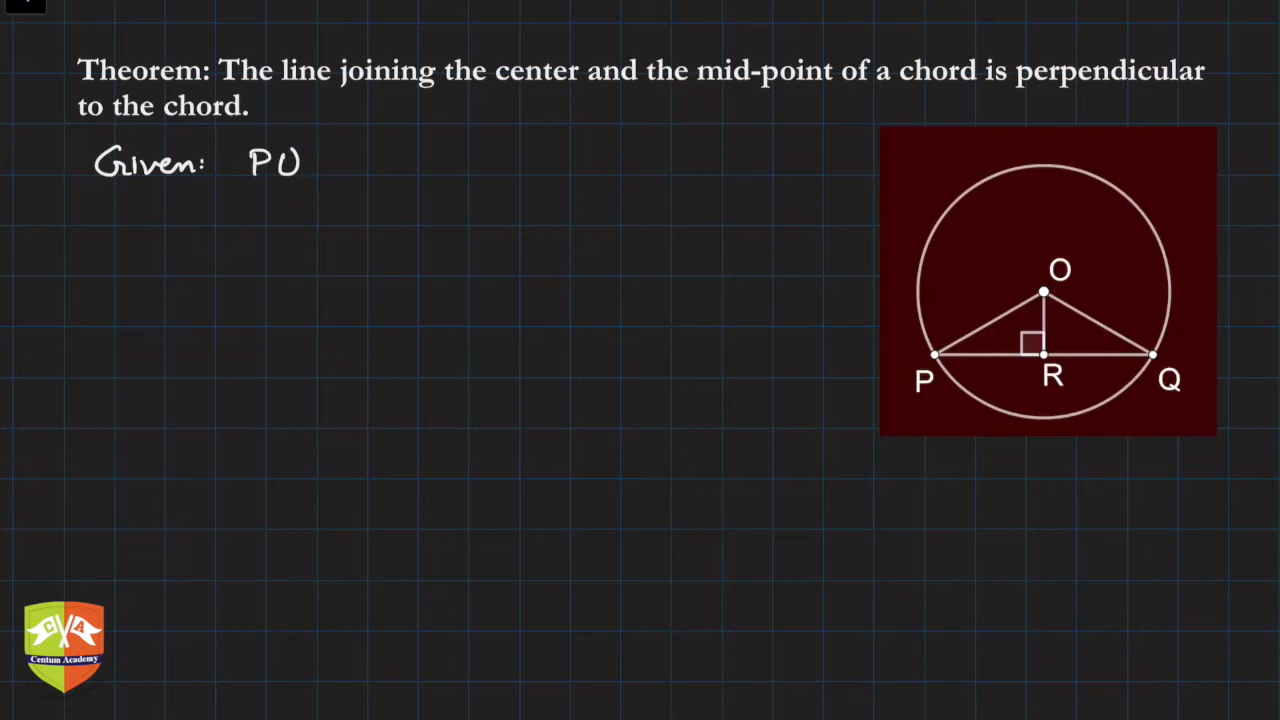 Theorem: The line joining the center and the mid-point of a chord is perpendicular
to the chord.
Given: PU
O
P
R
Q
C A
Centum Academy